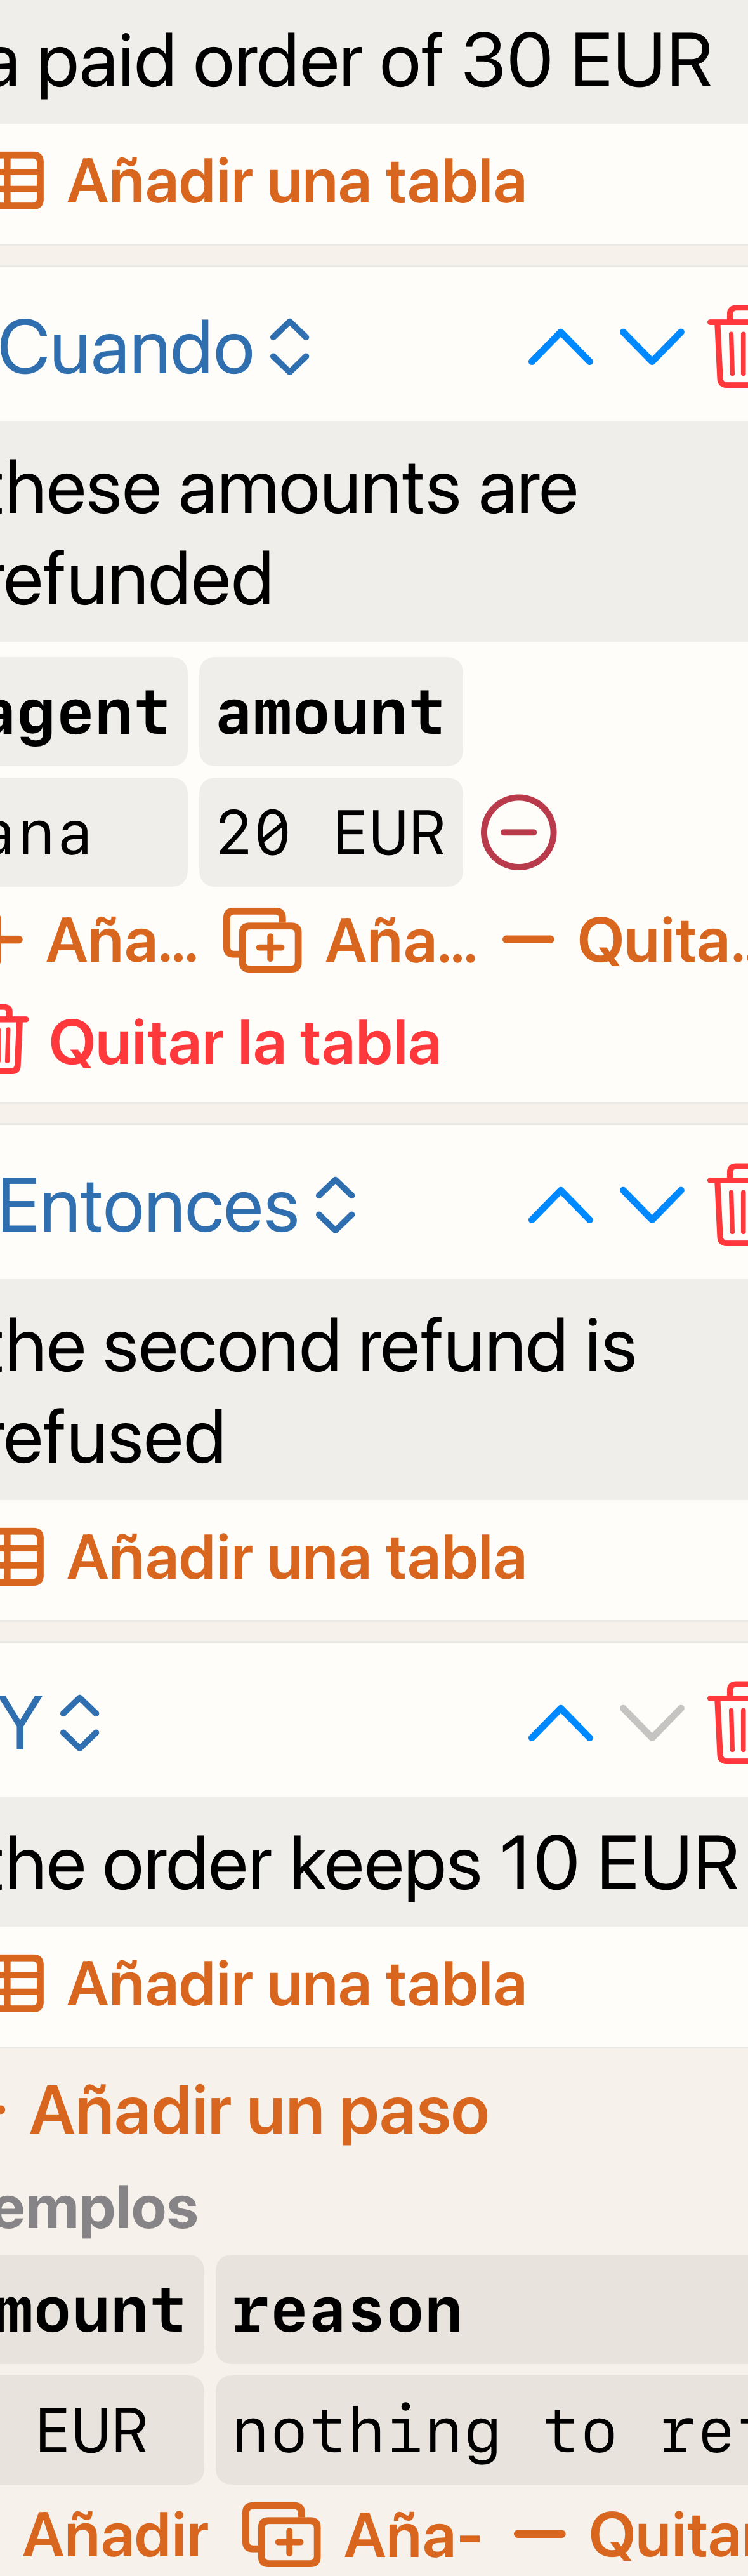 a paid order of 30 EUR
Añadir una tabla
Cuando
these amounts are
refunded
agent amount
ana 20 EUR
Aña... Aña... Quita...
Quitar la tabla
Entonces
the second refund is
refused
Añadir una tabla
Y
the order keeps 10 EUR
Añadir una tabla
Añadir un paso
emplos
mount reason
EUR nothing to ref
Añadir Aña- Quitar